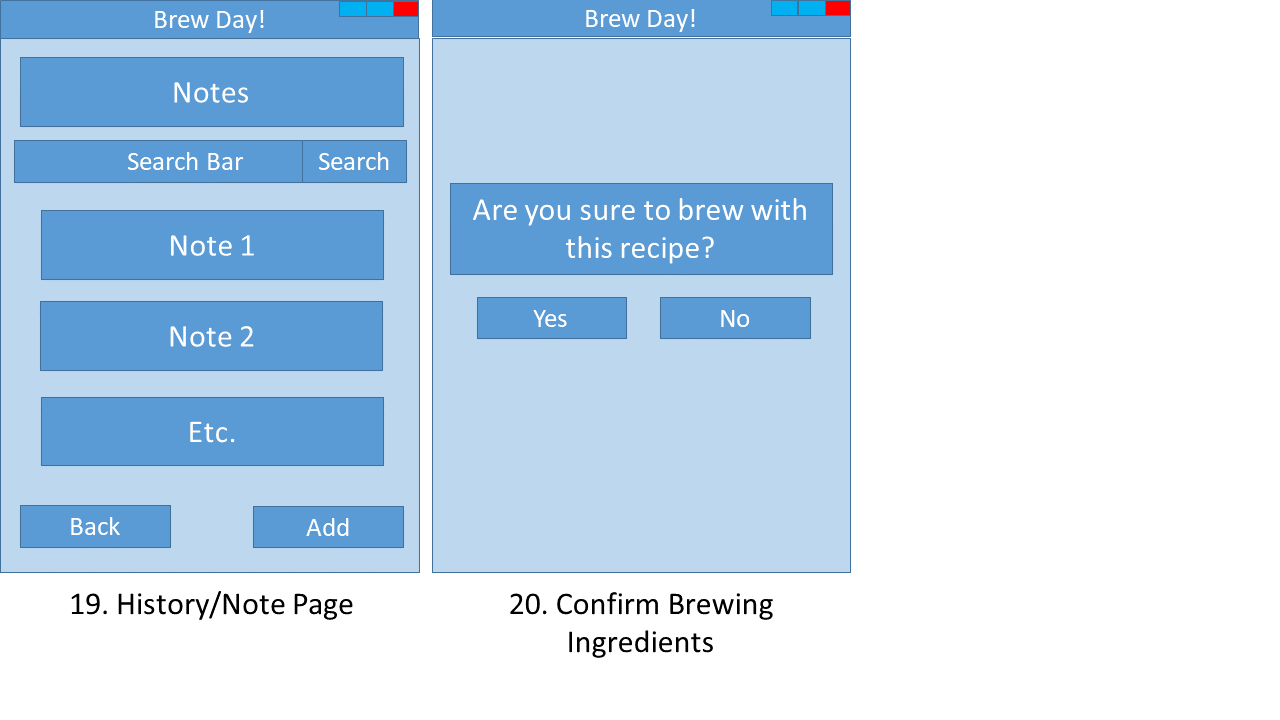 Brew Day!
Notes
Search Bar
Search
Note 1
Note 2
Etc.
Back
Add
19. History/Note Page
Brew Day!
Are you sure to brew with
this recipe?
Yes
No
20. Confirm Brewing
Ingredients